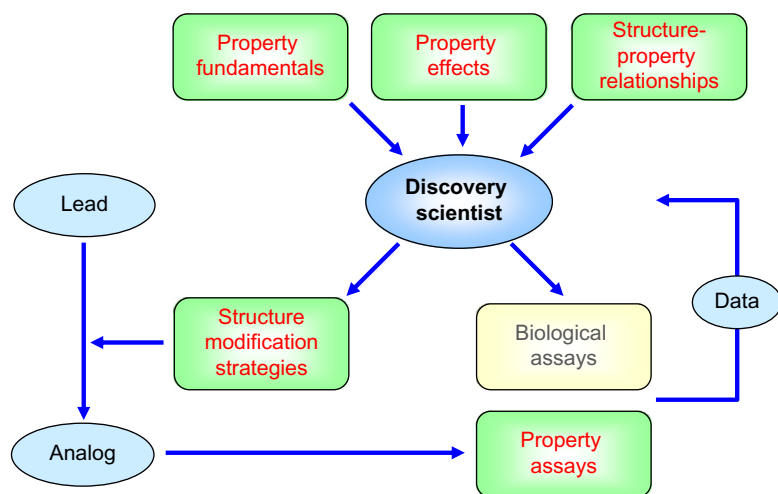 Property
fundamentals
Property
effects
Structure-
property
relationships
Discovery
scientist
Lead
Data
Structure
modification
strategies
Biological
assays
Analog
Property
assays